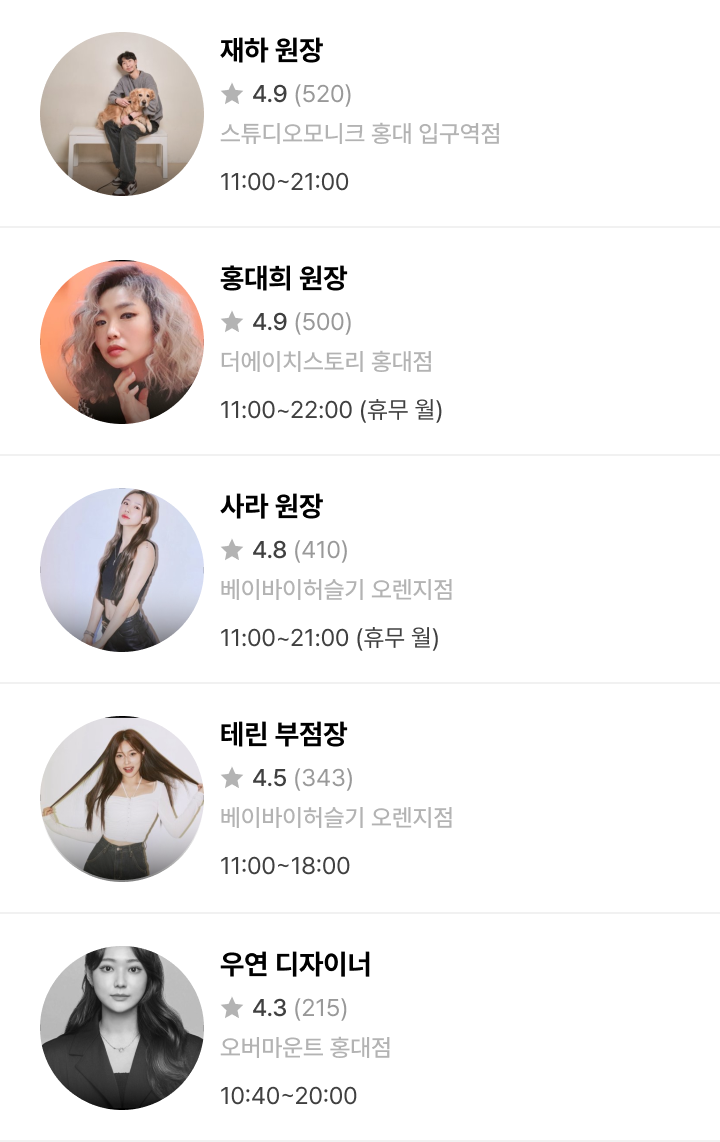 재하 원장
★ 4.9 (520)
스튜디오모니크 홍대 입구역점
11:00~21:00
홍대희 원장
★ 4.9 (500)
더에이치스토리 홍대점
11:00~22:00 (휴무 월)
사라 원장
★ 4.8 (410)
베이바이허슬기 오렌지점
11:00~21:00 (휴무 월)
테린 부점장
★ 4.5 (343)
베이바이허슬기 오렌지점
11:00~18:00
우연 디자이너
★ 4.3 (215)
오버마운트 홍대점
10:40~20:00